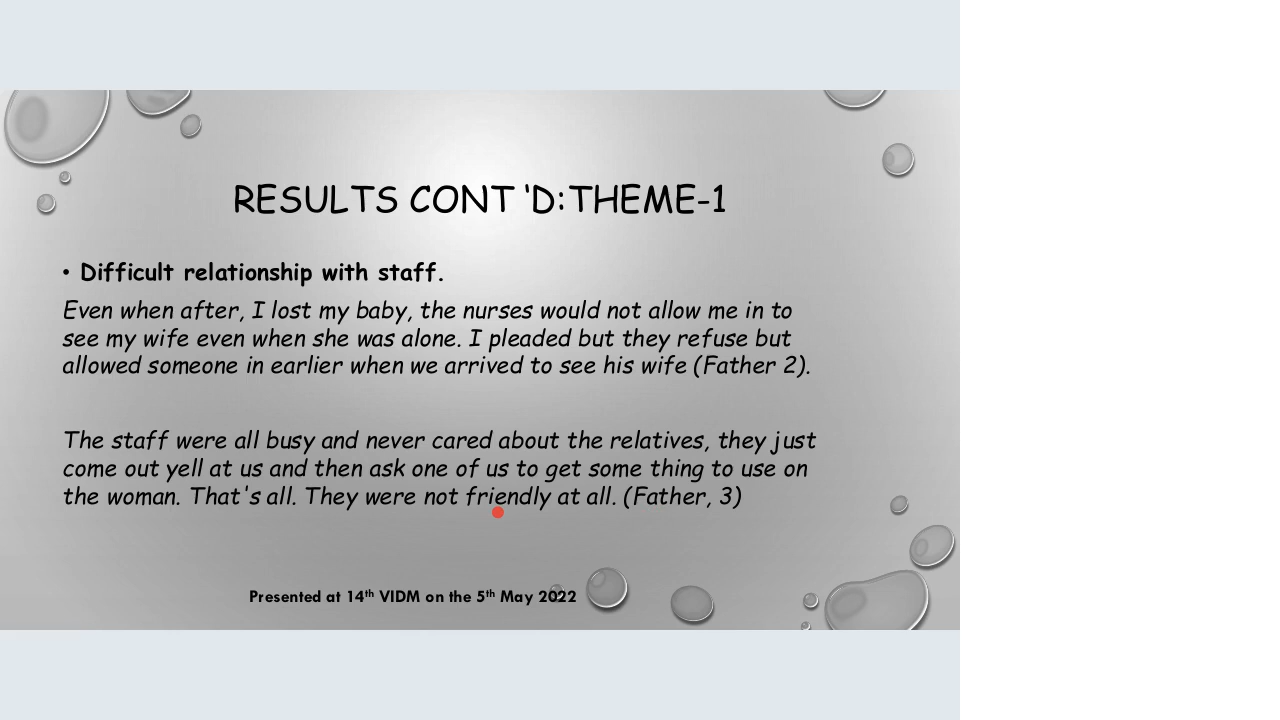 RESULTS CONT 'D:THEME-1
• Difficult relationship with staff.
Even when after, I lost my baby, the nurses would not allow me in to
see my wife even when she was alone. I pleaded but they refuse but
allowed someone in earlier when we arrived to see his wife (Father 2).
The staff were all busy and never cared about the relatives, they just
come out yell at us and then ask one of us to get some thing to use on
the woman. That's all. They were not friendly at all. (Father, 3)
Presented at 14th VIDM on the 5th May 2022